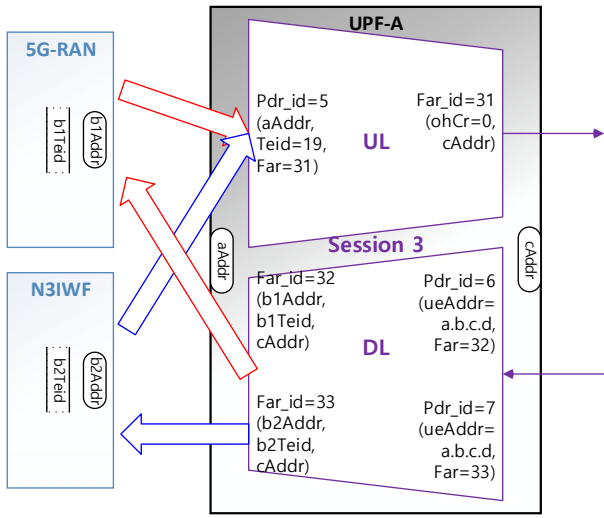 UPF-A
5G-RAN
b1Teid
b1Addr
Pdr_id=5
(aAddr,
Teid=19,
Far=31)
UL
Far_id=31
(ohCr=0,
cAddr)
Session 3
aAddr
cAddr
N3IWF
b2Teid
b2Addr
Far_id=32
(b1Addr,
b1Teid,
cAddr)
DL
Pdr_id=6
(ueAddr=
a.b.c.d,
Far=32)
Far_id=33
(b2Addr,
b2Teid,
cAddr)
Pdr_id=7
(ueAddr=
a.b.c.d,
Far=33)